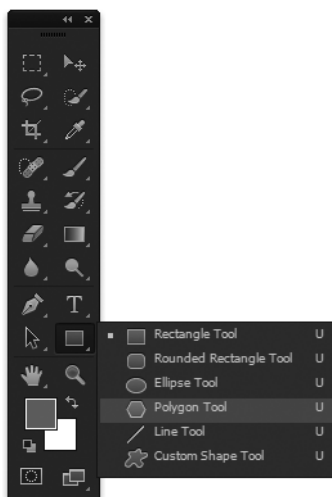 T
Rectangle Tool U
Rounded Rectangle Tool U
Ellipse Tool U
Polygon Tool U
Line Tool U
Custom Shape Tool U